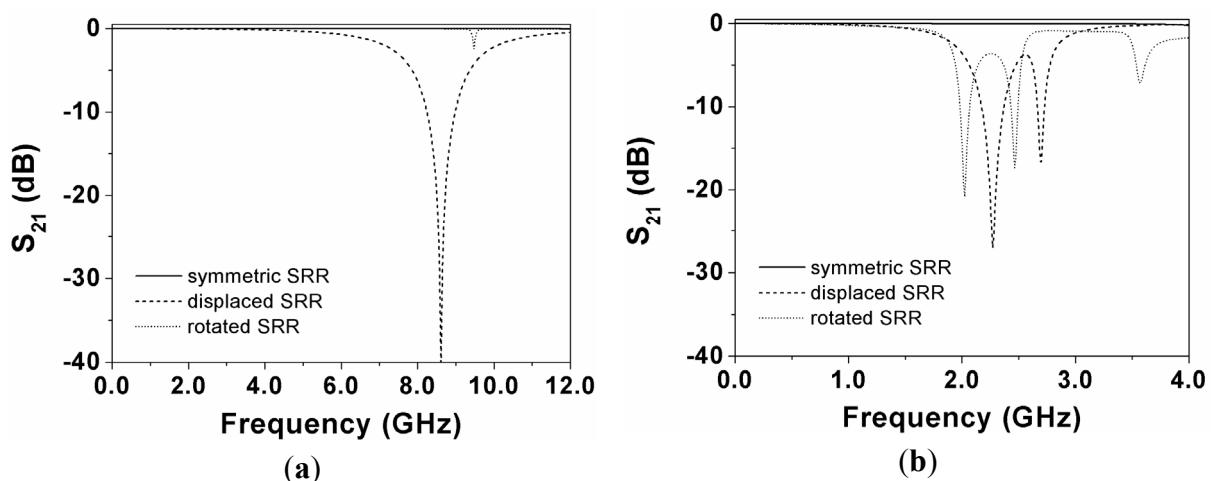 0
-10
-20
-30
-40
S21 (dB)
symmetric SRR
displaced SRR
rotated SRR
0.0 2.0 4.0 6.0 8.0 10.0 12.0
Frequency (GHz)
(a)
0
-10
-20
-30
-40
S21 (dB)
symmetric SRR
displaced SRR
rotated SRR
0.0 1.0 2.0 3.0 4.0
Frequency (GHz)
(b)